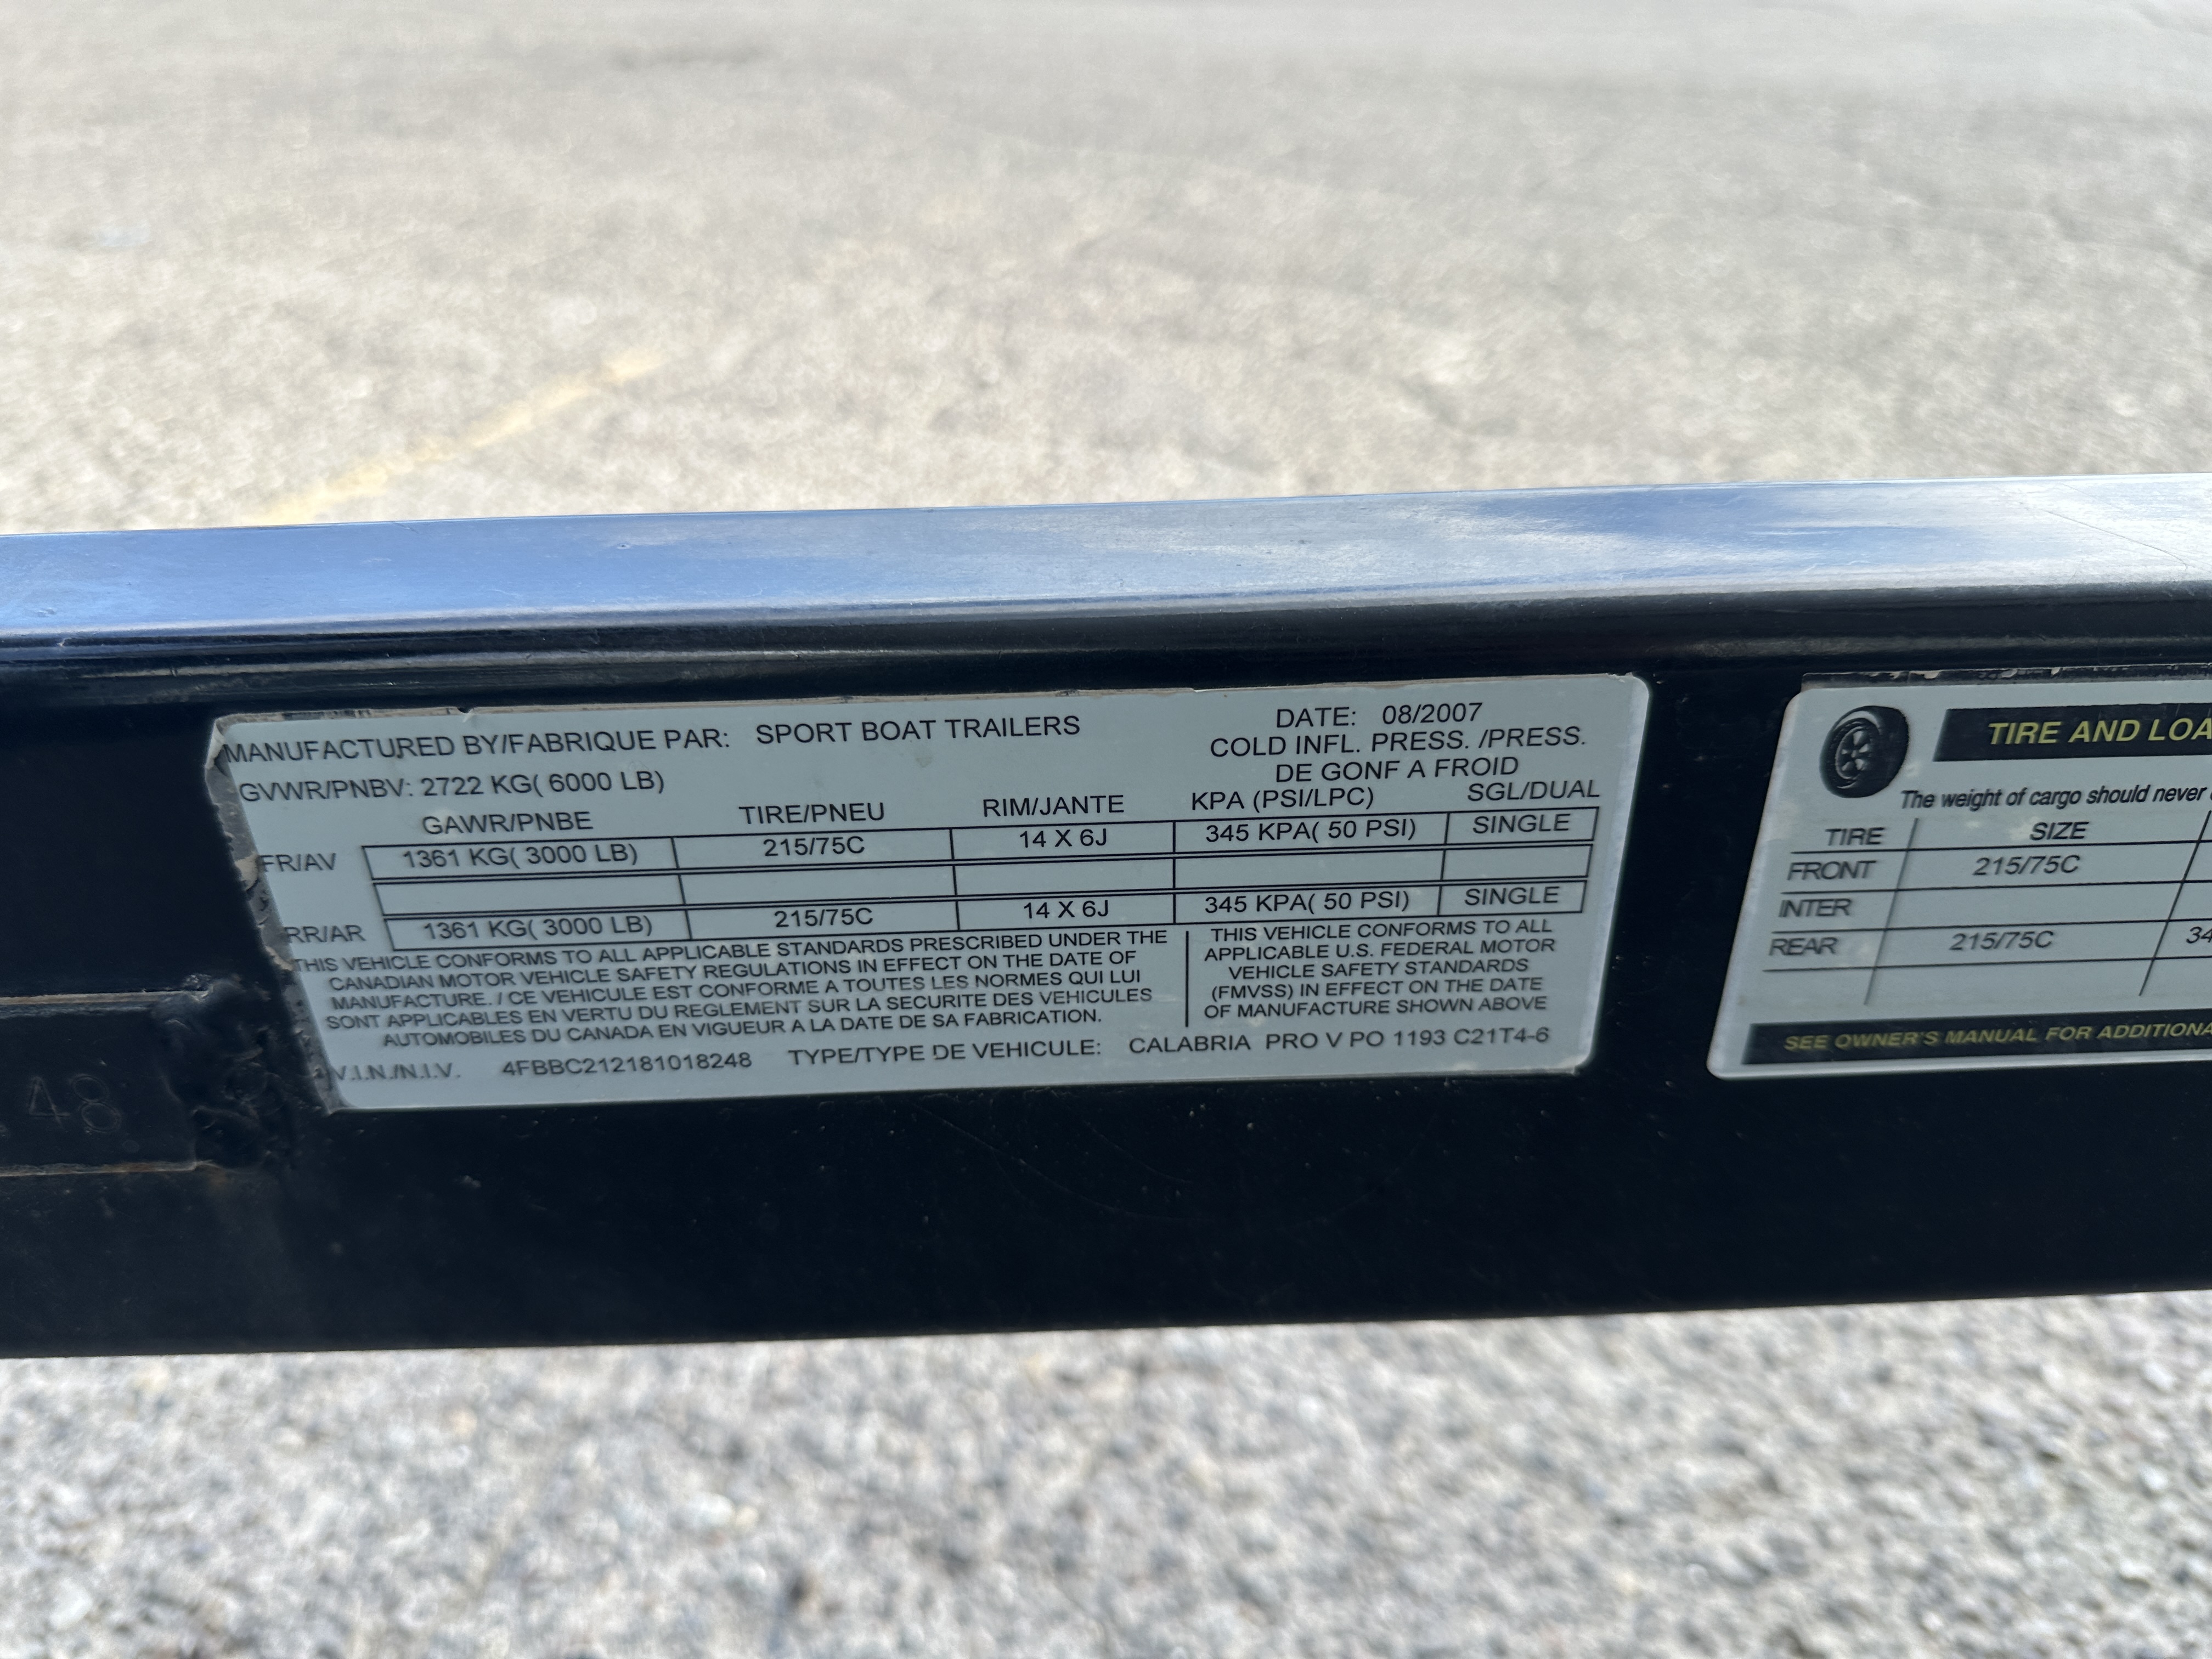 MANUFACTURED BY/FABRIQUE PAR: SPORT BOAT TRAILERS
DATE: 08/2007
GVWR/PNBV: 2722 KG( 6000 LB)
COLD INFL. PRESS. /PRESS.
DE GONF A FROID
GAWR/PNBE TIRE/PNEU RIM/JANTE KPA (PSI/LPC) SGL/DUAL
FR/AV 1361 KG( 3000 LB) 215/75C 14 X 6J 345 KPA( 50 PSI) SINGLE
RR/AR 1361 KG( 3000 LB) 215/75C 14 X 6J 345 KPA( 50 PSI) SINGLE
THIS VEHICLE CONFORMS TO ALL APPLICABLE STANDARDS PRESCRIBED UNDER THE
CANADIAN MOTOR VEHICLE SAFETY REGULATIONS IN EFFECT ON THE DATE OF
MANUFACTURE. / CE VEHICULE EST CONFORME A TOUTES LES NORMES QUI LUI
SONT APPLICABLES EN VERTU DU REGLEMENT SUR LA SECURITE DES VEHICULES
AUTOMOBILES DU CANADA EN VIGUEUR A LA DATE DE SA FABRICATION.
THIS VEHICLE CONFORMS TO ALL
APPLICABLE U.S. FEDERAL MOTOR
VEHICLE SAFETY STANDARDS
(FMVSS) IN EFFECT ON THE DATE
OF MANUFACTURE SHOWN ABOVE
V.I.N./N.I.V. 4FBBC212181018248 TYPE/TYPE DE VEHICULE: CALABRIA PRO V PO 1193 C21T4-6
TIRE AND LOA
The weight of cargo should never
TIRE SIZE
FRONT 215/75C
INTER
REAR 215/75C 34
SEE OWNER'S MANUAL FOR ADDITIONA
48